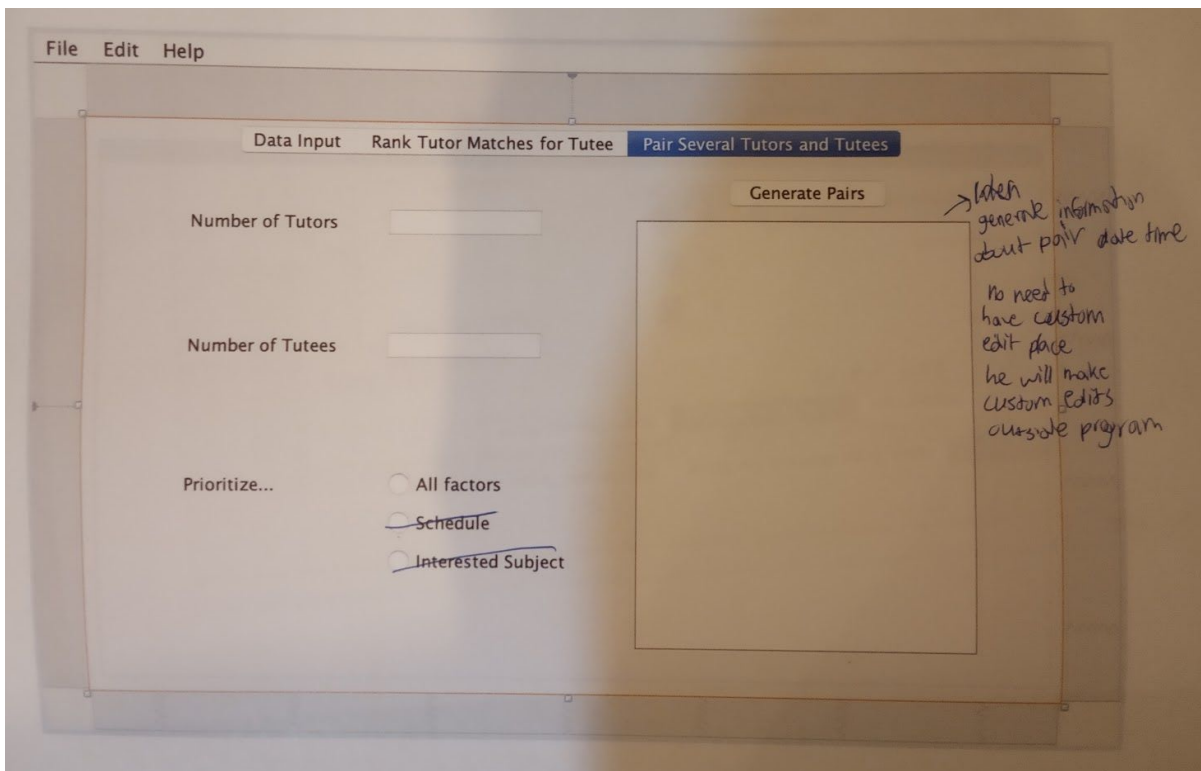 File Edit Help
Data Input Rank Tutor Matches for Tutee Pair Several Tutors and Tutees
Generate Pairs
Number of Tutors
Number of Tutees
Prioritize...
All factors
Schedule
Interested Subject
generate information
about pair date time
no need to
have custom
edit place
he will make
custom edits
outside program